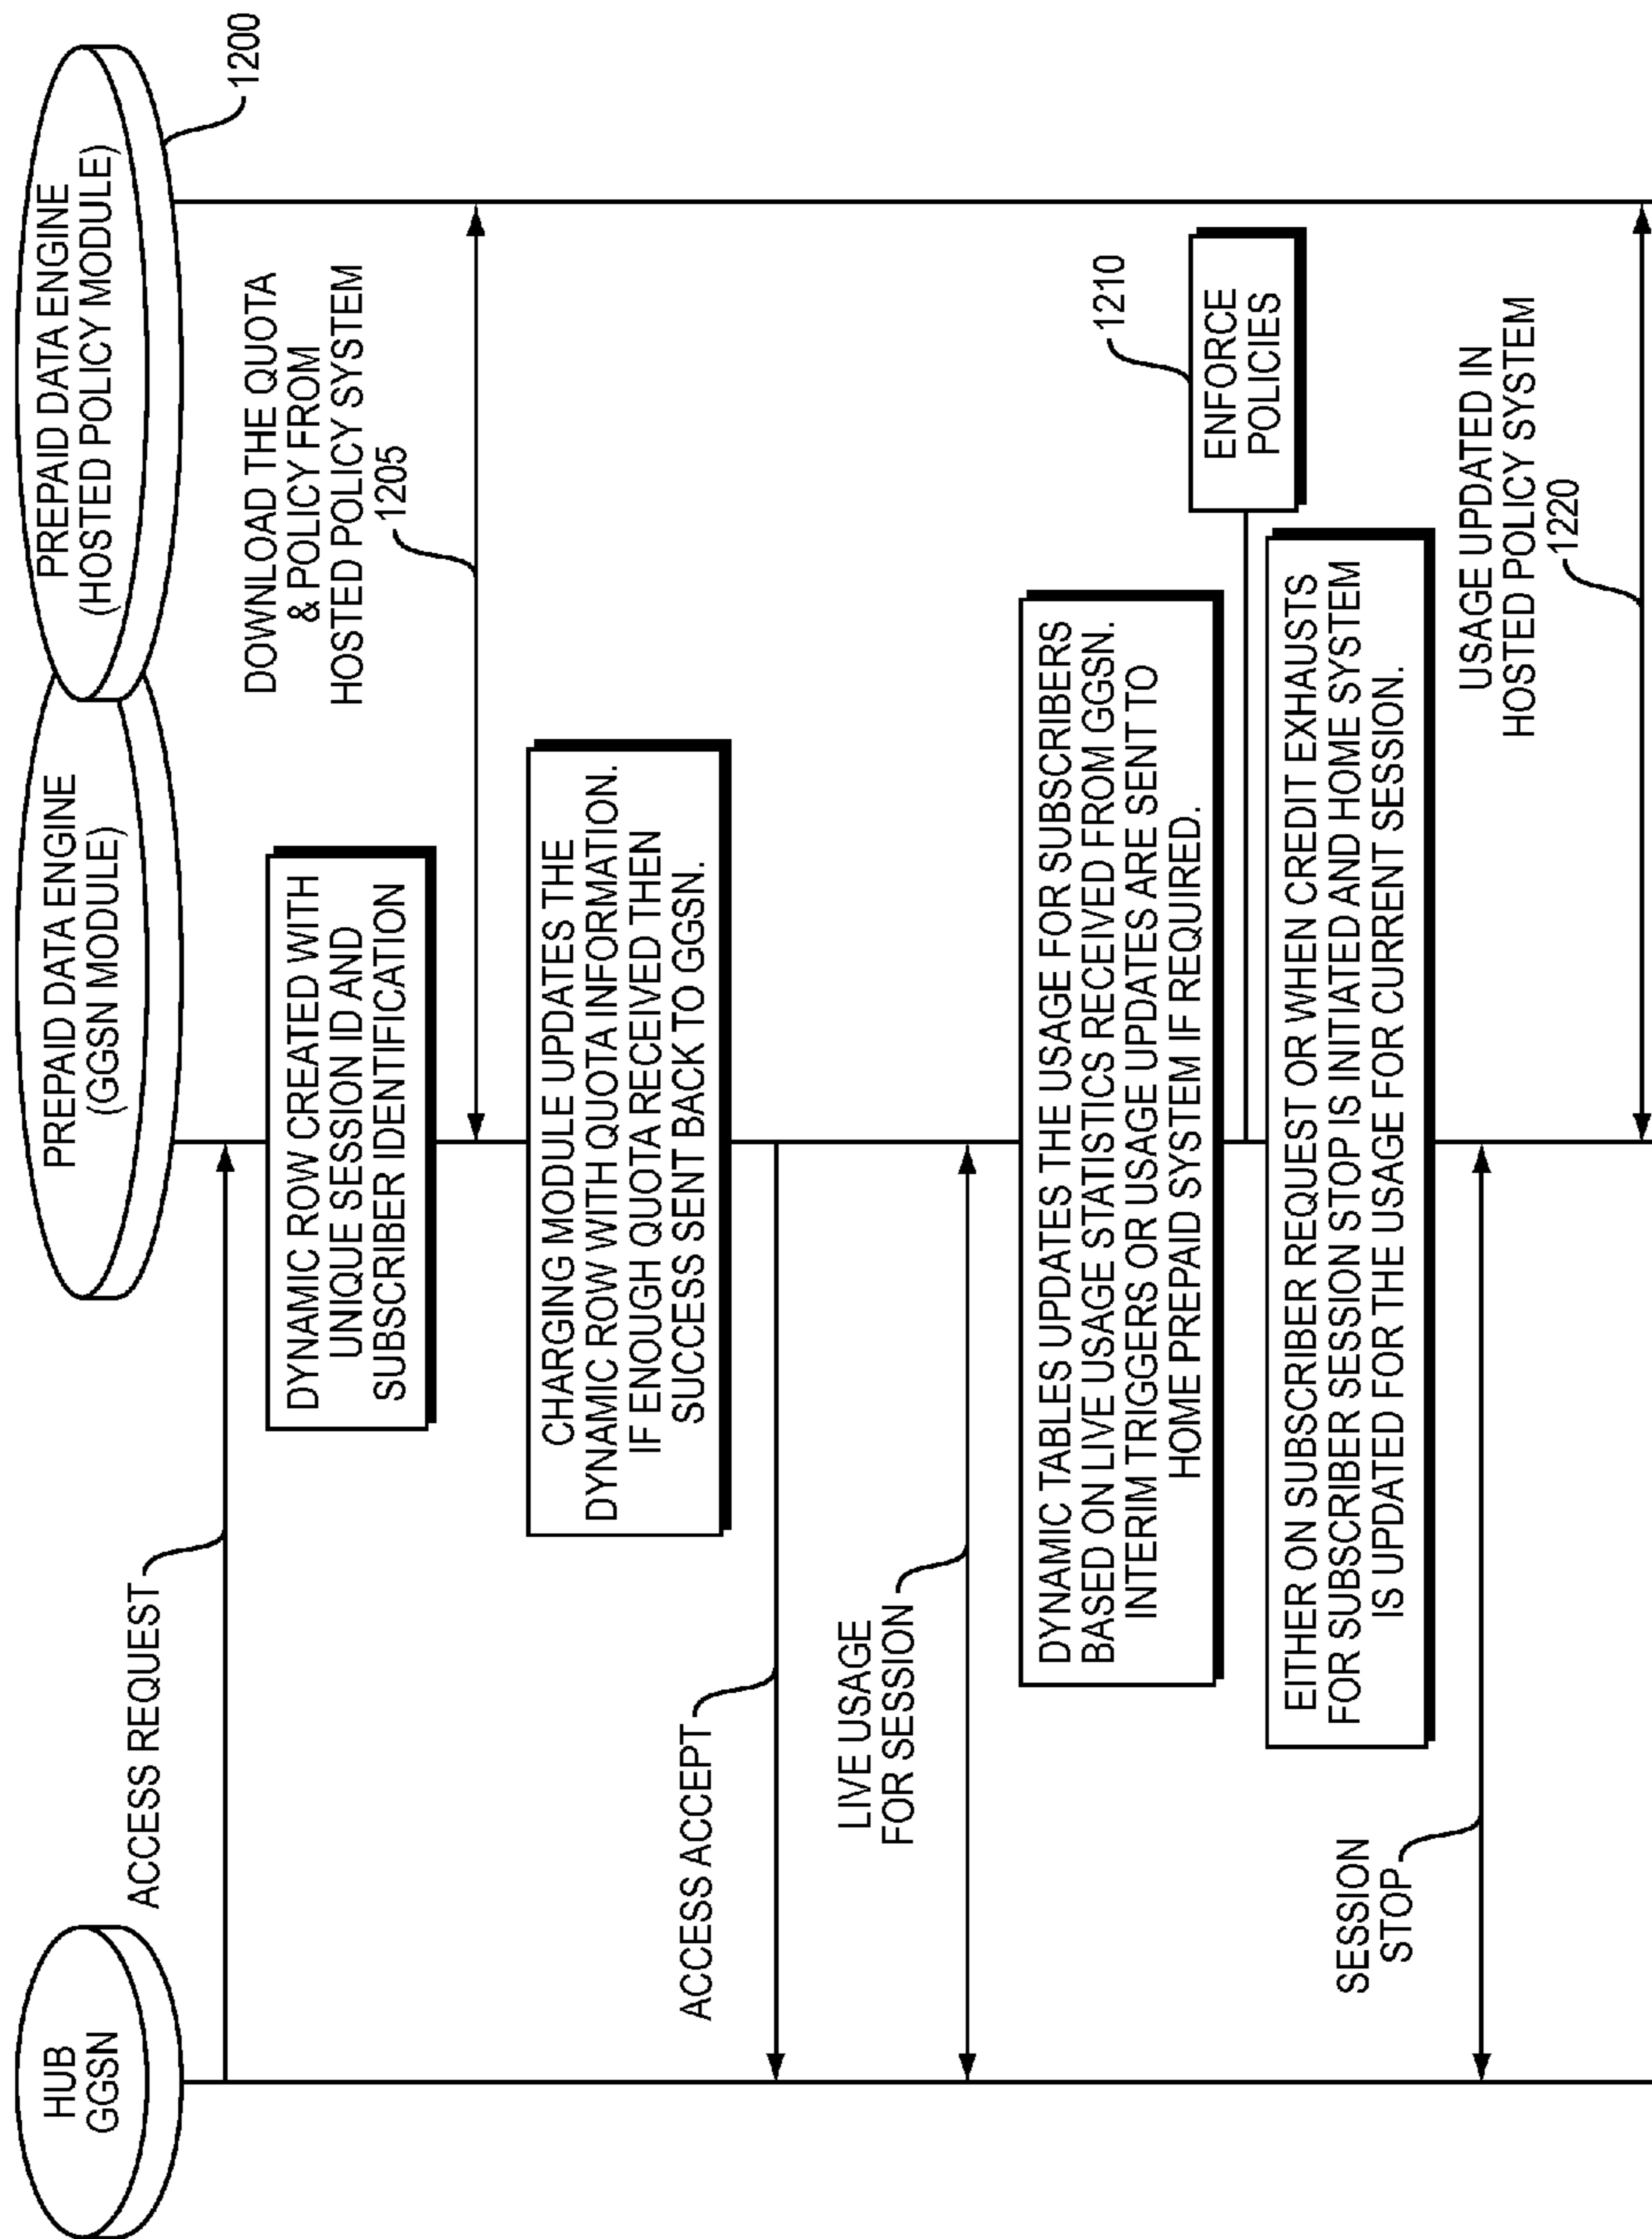 HUB
GGSN
PREPAID DATA ENGINE
(GGSN MODULE)
PREPAID DATA ENGINE
(HOSTED POLICY MODULE)
1200
ACCESS REQUEST
DYNAMIC ROW CREATED WITH
UNIQUE SESSION ID AND
SUBSCRIBER IDENTIFICATION
DOWNLOAD THE QUOTA
& POLICY FROM
HOSTED POLICY SYSTEM
1205
CHARGING MODULE UPDATES THE
DYNAMIC ROW WITH QUOTA INFORMATION.
IF ENOUGH QUOTA RECEIVED THEN
SUCCESS SENT BACK TO GGSN.
ACCESS ACCEPT
LIVE USAGE
FOR SESSION
DYNAMIC TABLES UPDATES THE USAGE FOR SUBSCRIBERS
BASED ON LIVE USAGE STATISTICS RECEIVED FROM GGSN.
INTERIM TRIGGERS OR USAGE UPDATES ARE SENT TO
HOME PREPAID SYSTEM IF REQUIRED.
1210
ENFORCE
POLICIES
EITHER ON SUBSCRIBER REQUEST OR WHEN CREDIT EXHAUSTS
FOR SUBSCRIBER SESSION STOP IS INITIATED AND HOME SYSTEM
IS UPDATED FOR THE USAGE FOR CURRENT SESSION.
SESSION
STOP
USAGE UPDATED IN
HOSTED POLICY SYSTEM
1220